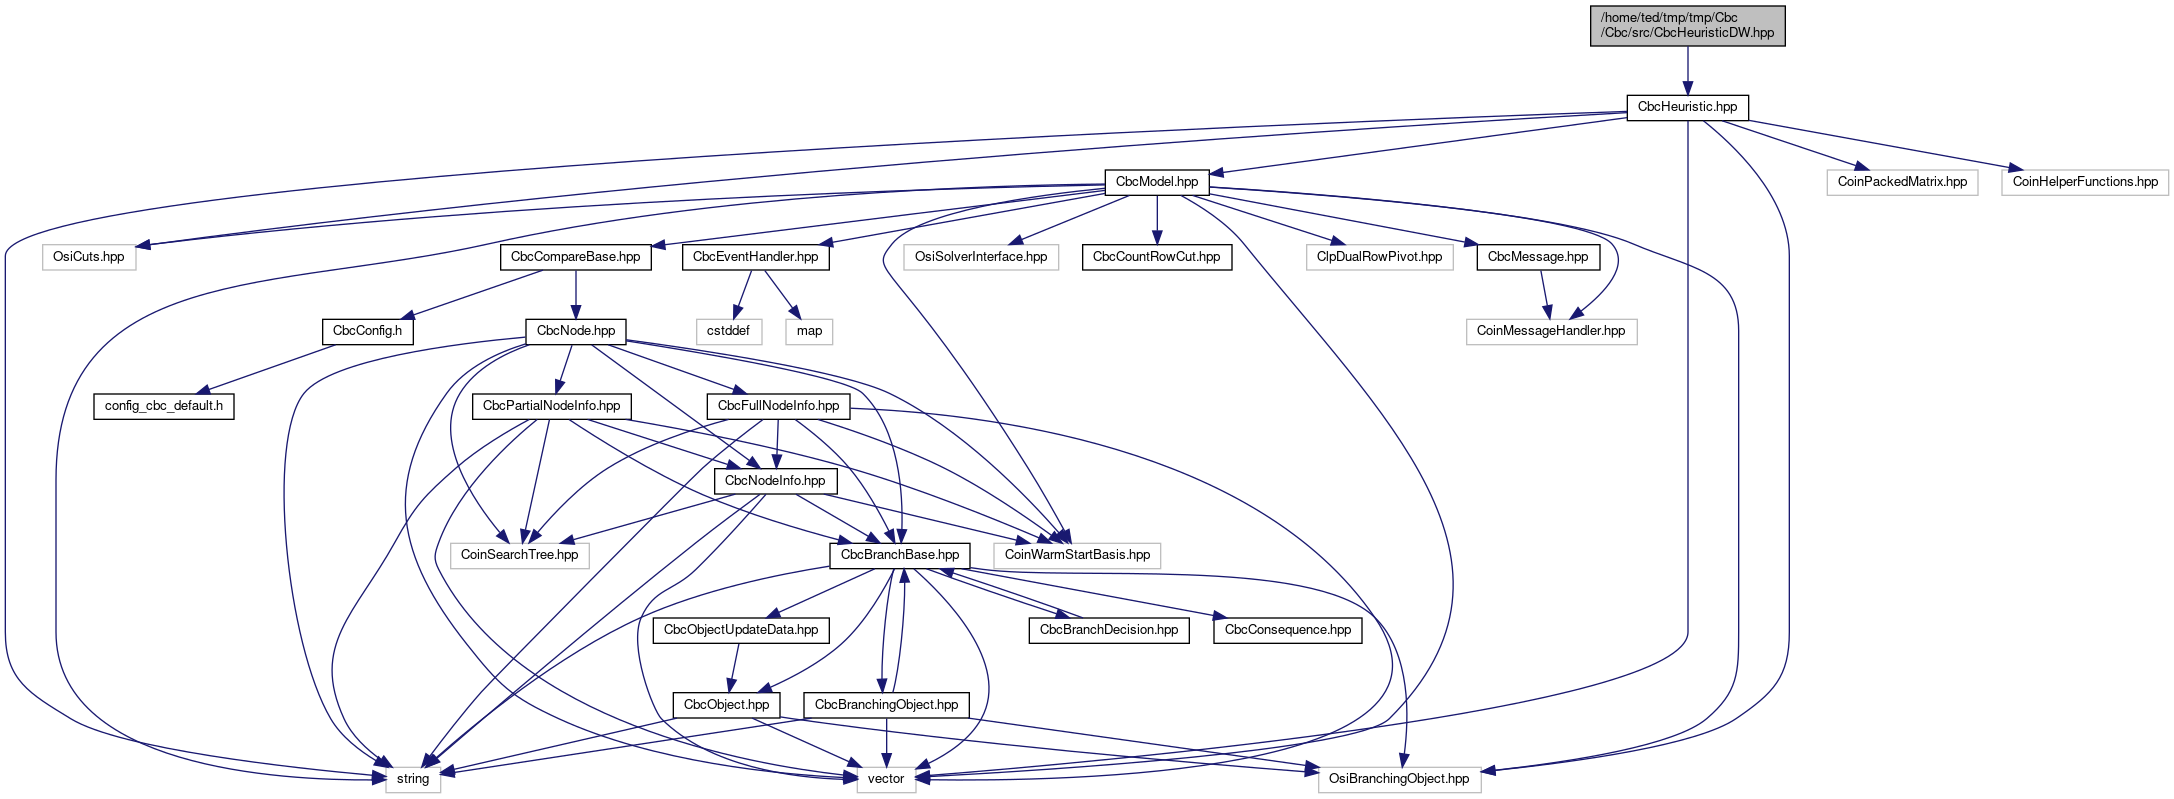 /home/ted/tmp/tmp/Cbc
/Cbc/src/CbcHeuristicDW.hpp
CbcHeuristic.hpp
CbcModel.hpp
CoinPackedMatrix.hpp
CoinHelperFunctions.hpp
OsiCuts.hpp
CbcCompareBase.hpp
CbcEventHandler.hpp
OsiSolverInterface.hpp
CbcCountRowCut.hpp
ClpDualRowPivot.hpp
CbcMessage.hpp
CbcConfig.h
CbcNode.hpp
cstddef
map
CoinMessageHandler.hpp
config_cbc_default.h
CbcPartialNodeInfo.hpp
CbcFullNodeInfo.hpp
CbcNodeInfo.hpp
CoinSearchTree.hpp
CbcBranchBase.hpp
CoinWarmStartBasis.hpp
CbcObjectUpdateData.hpp
CbcBranchDecision.hpp
CbcConsequence.hpp
CbcObject.hpp
CbcBranchingObject.hpp
string
vector
OsiBranchingObject.hpp